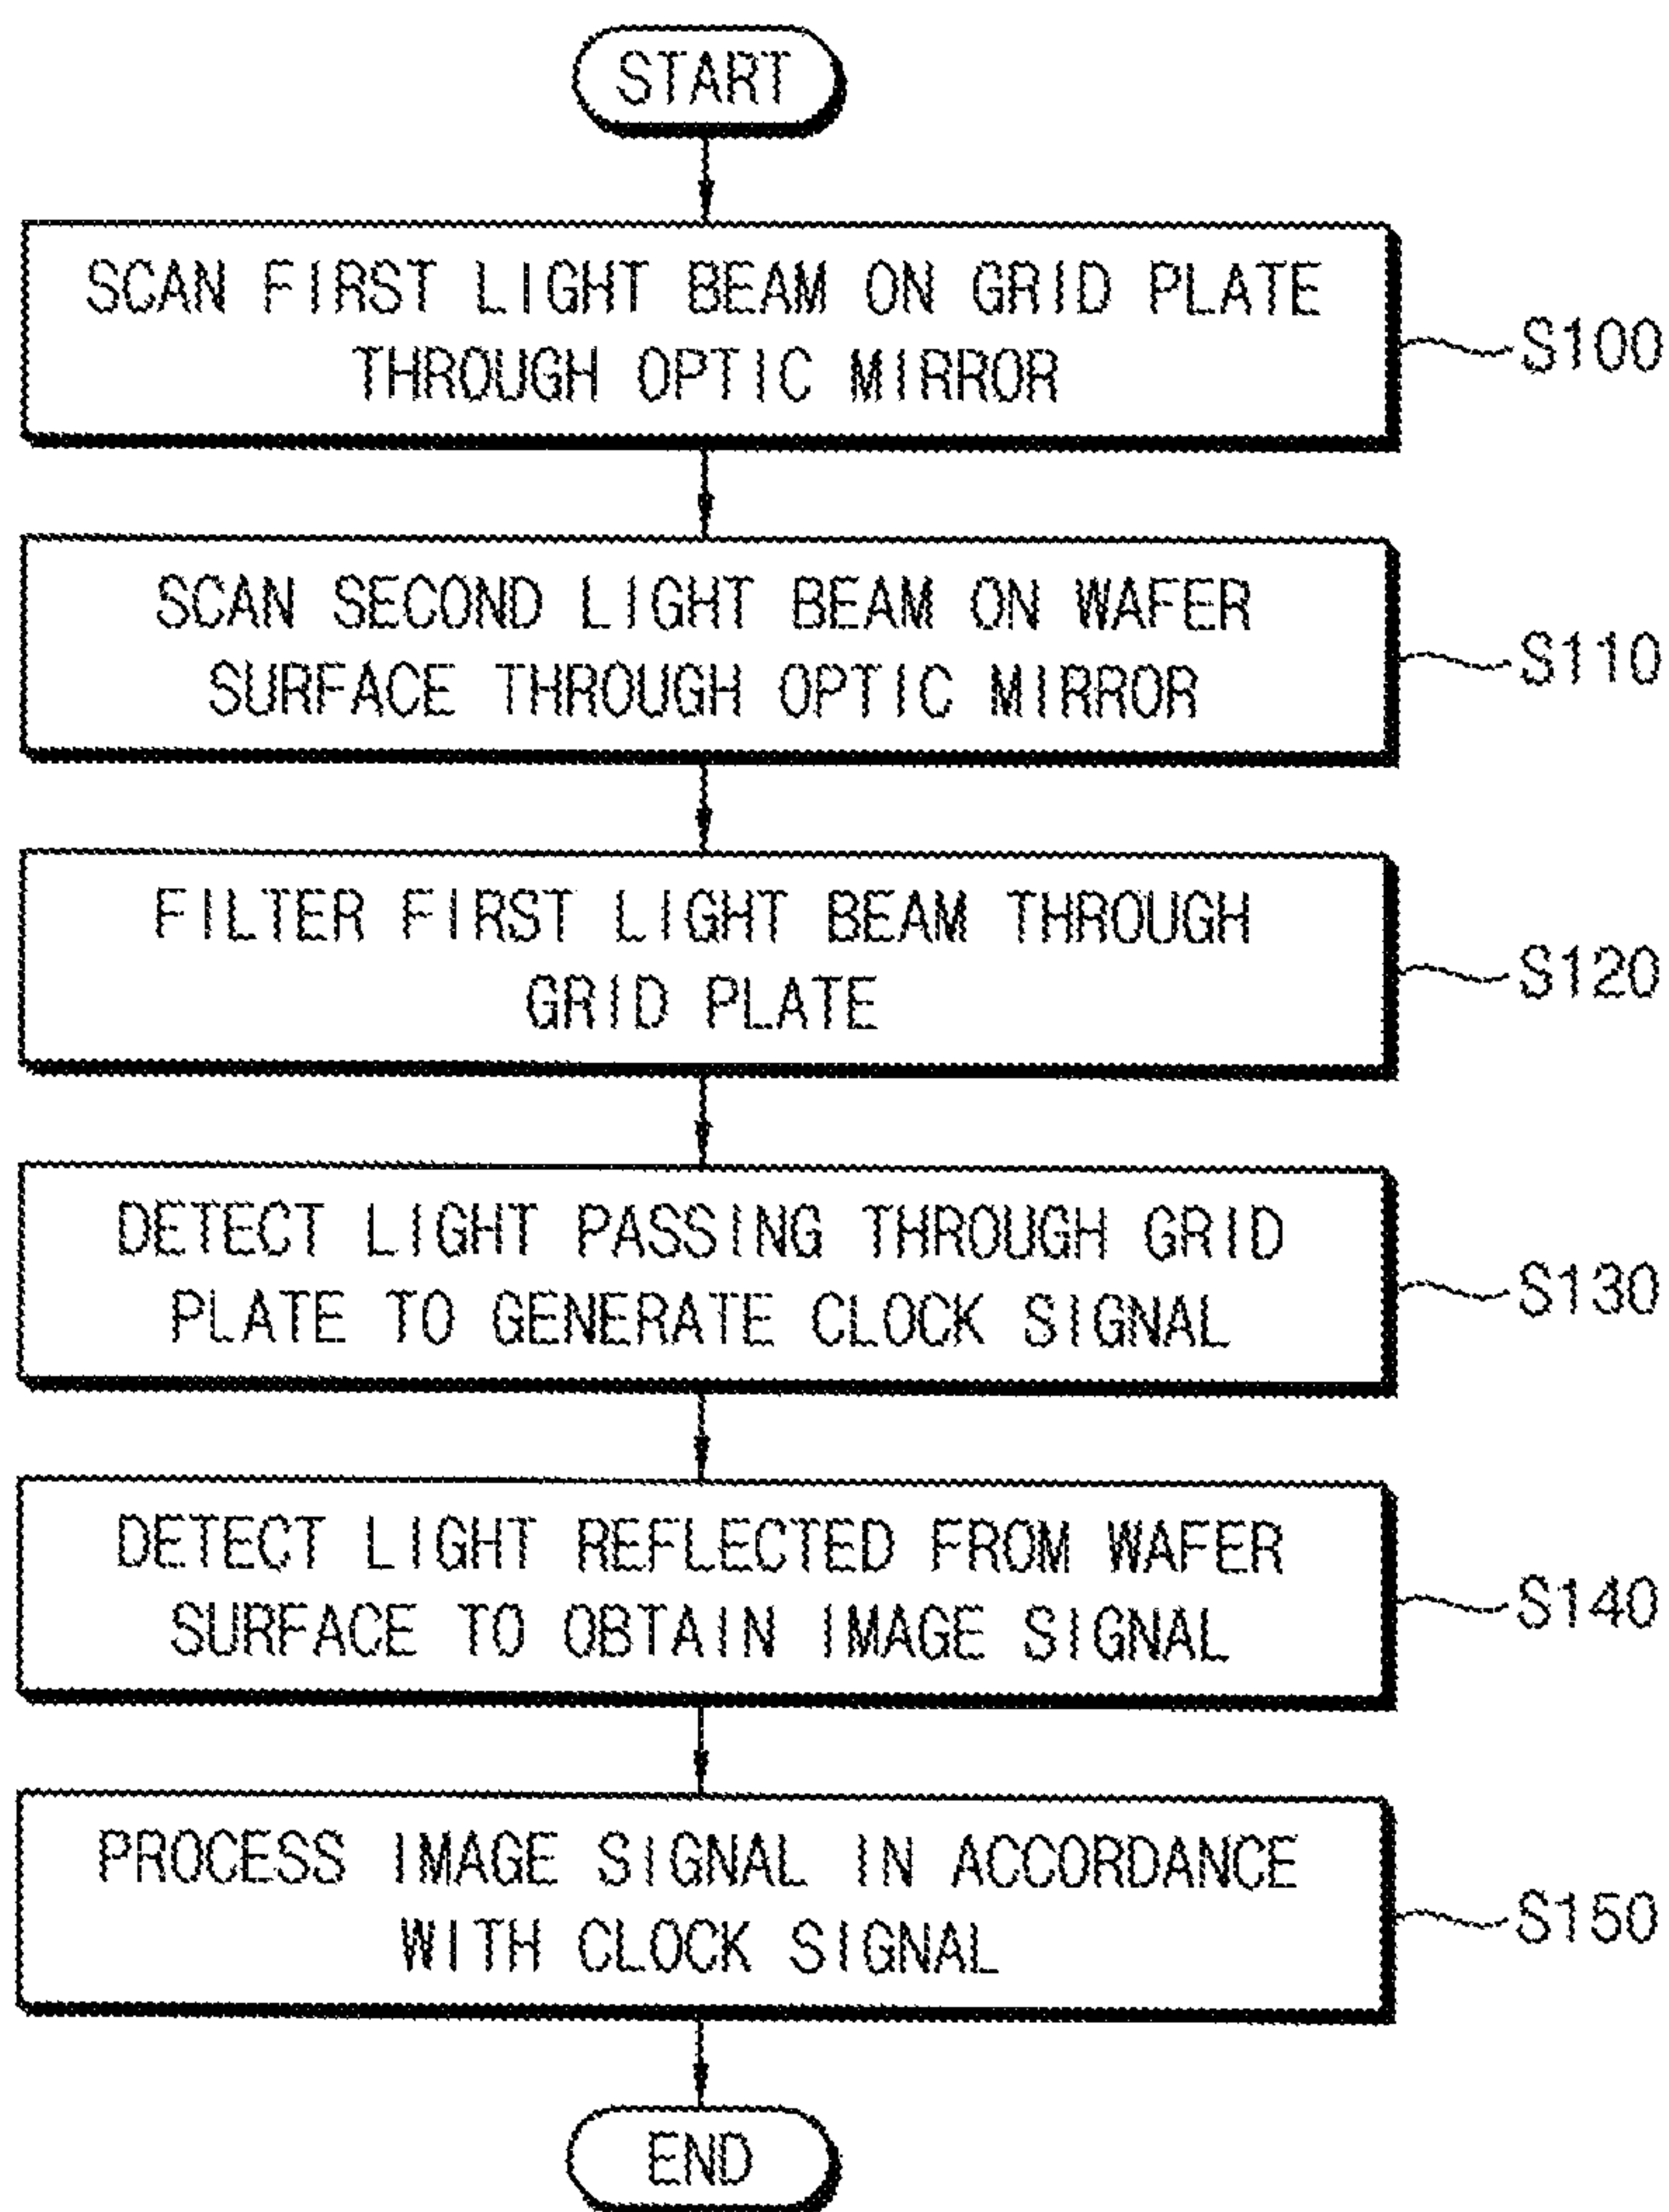 START
SCAN FIRST LIGHT BEAM ON GRID PLATE
THROUGH OPTIC MIRROR
S100
SCAN SECOND LIGHT BEAM ON WAFER
SURFACE THROUGH OPTIC MIRROR
S110
FILTER FIRST LIGHT BEAM THROUGH
GRID PLATE
S120
DETECT LIGHT PASSING THROUGH GRID
PLATE TO GENERATE CLOCK SIGNAL
S130
DETECT LIGHT REFLECTED FROM WAFER
SURFACE TO OBTAIN IMAGE SIGNAL
S140
PROCESS IMAGE SIGNAL IN ACCORDANCE
WITH CLOCK SIGNAL
S150
END